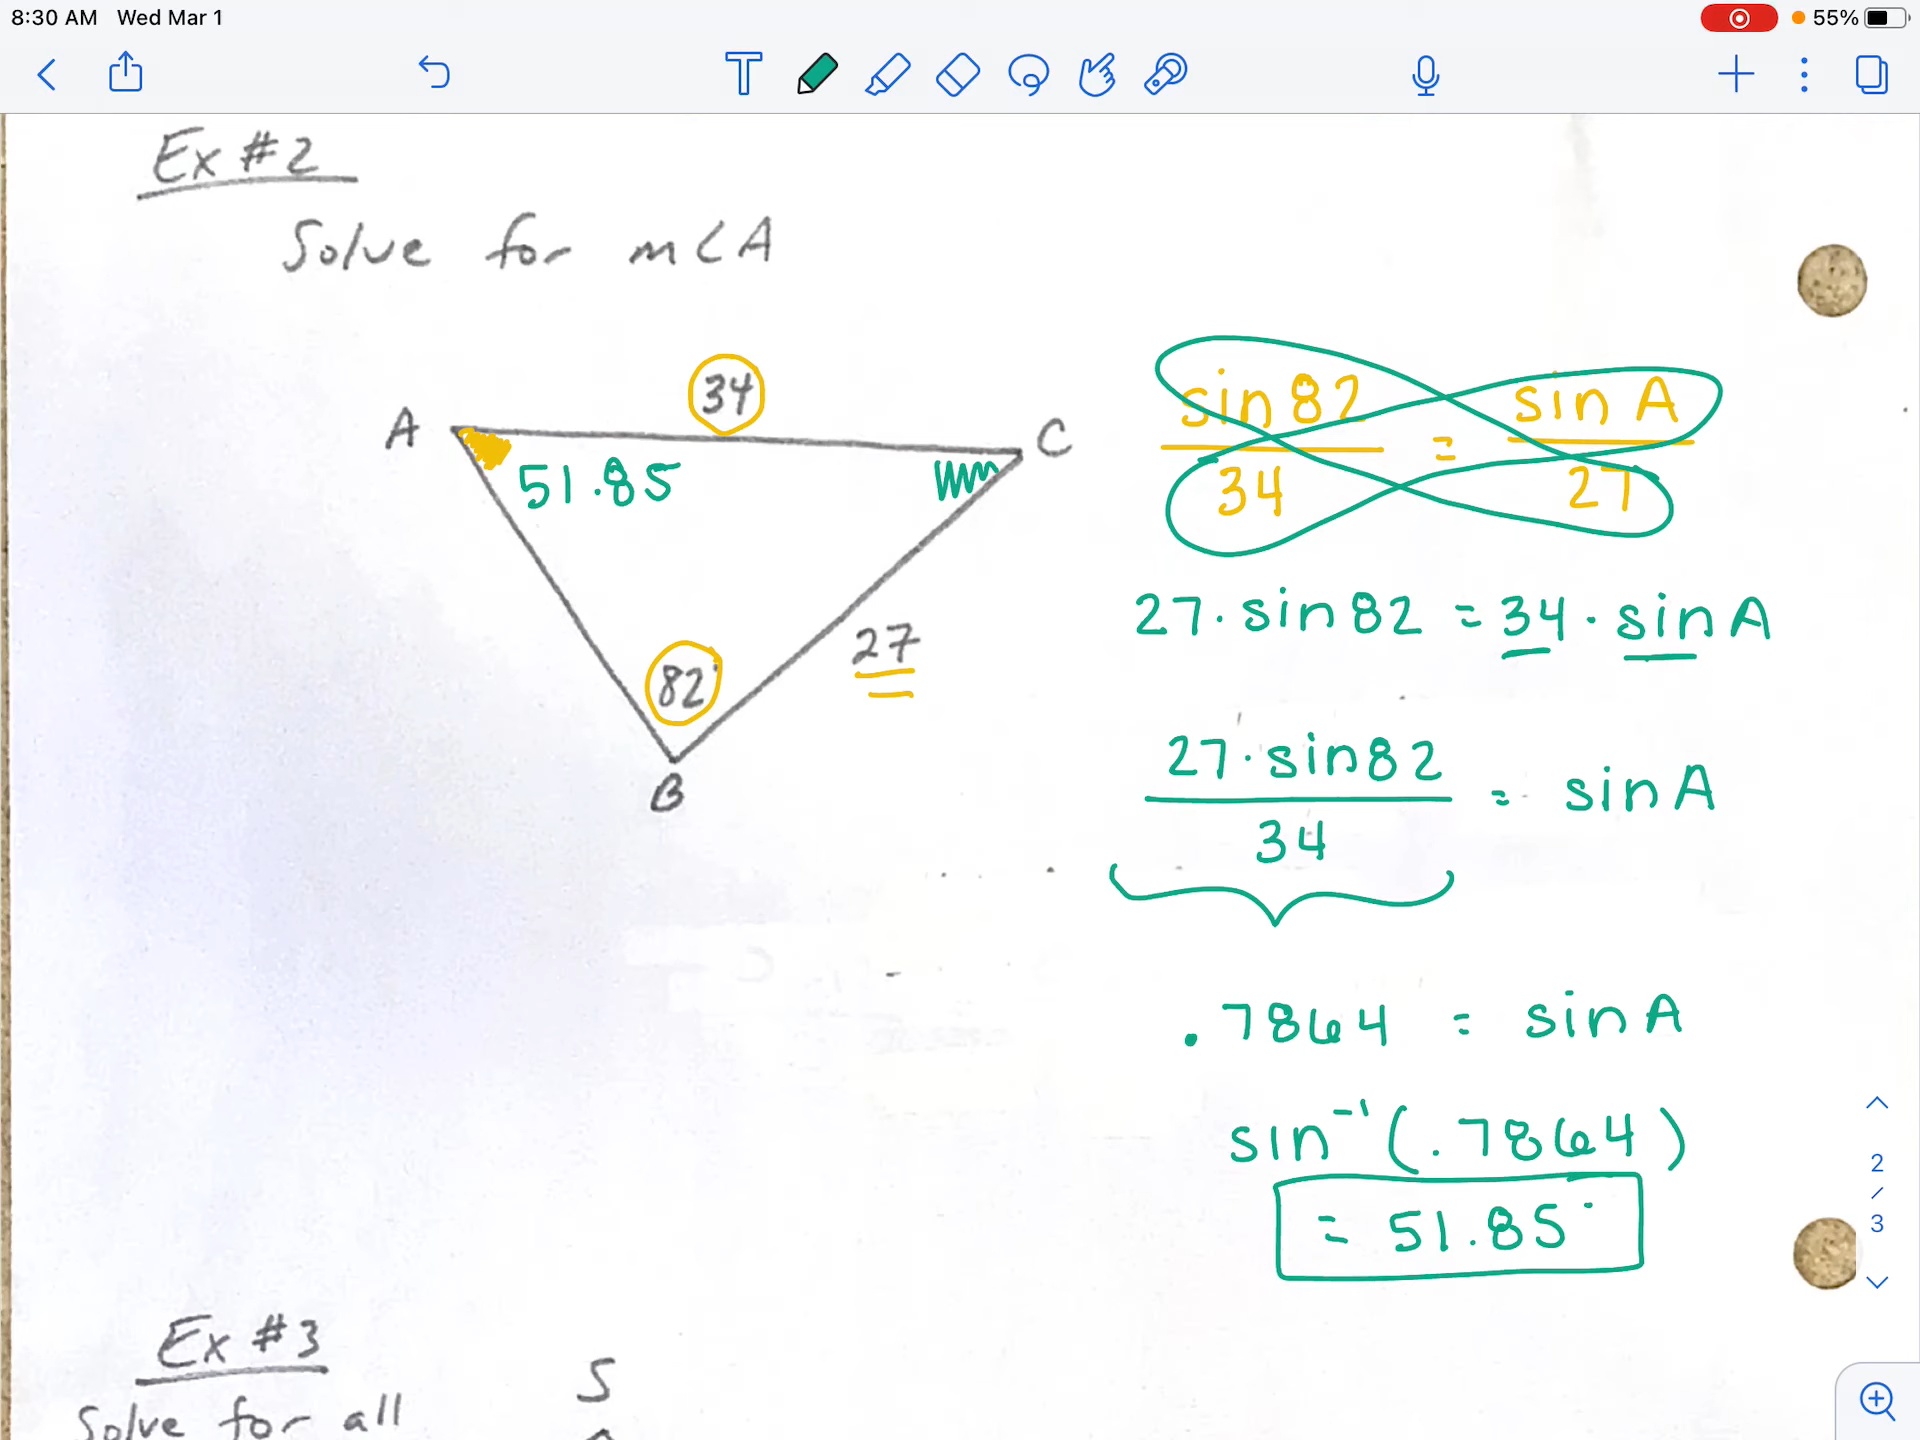 8:30 AM Wed Mar 1
55%
T
Ex #2
Solve for m∠A
34
A
C
51.85
82°
27
B
sin 82 / 34 = sin A / 27
27 · sin 82 = 34 · sin A
27 · sin 82 / 34 = sin A
.7864 = sin A
sin⁻¹(.7864)
= 51.85°
2
/
3
Ex #3
Solve for all
S